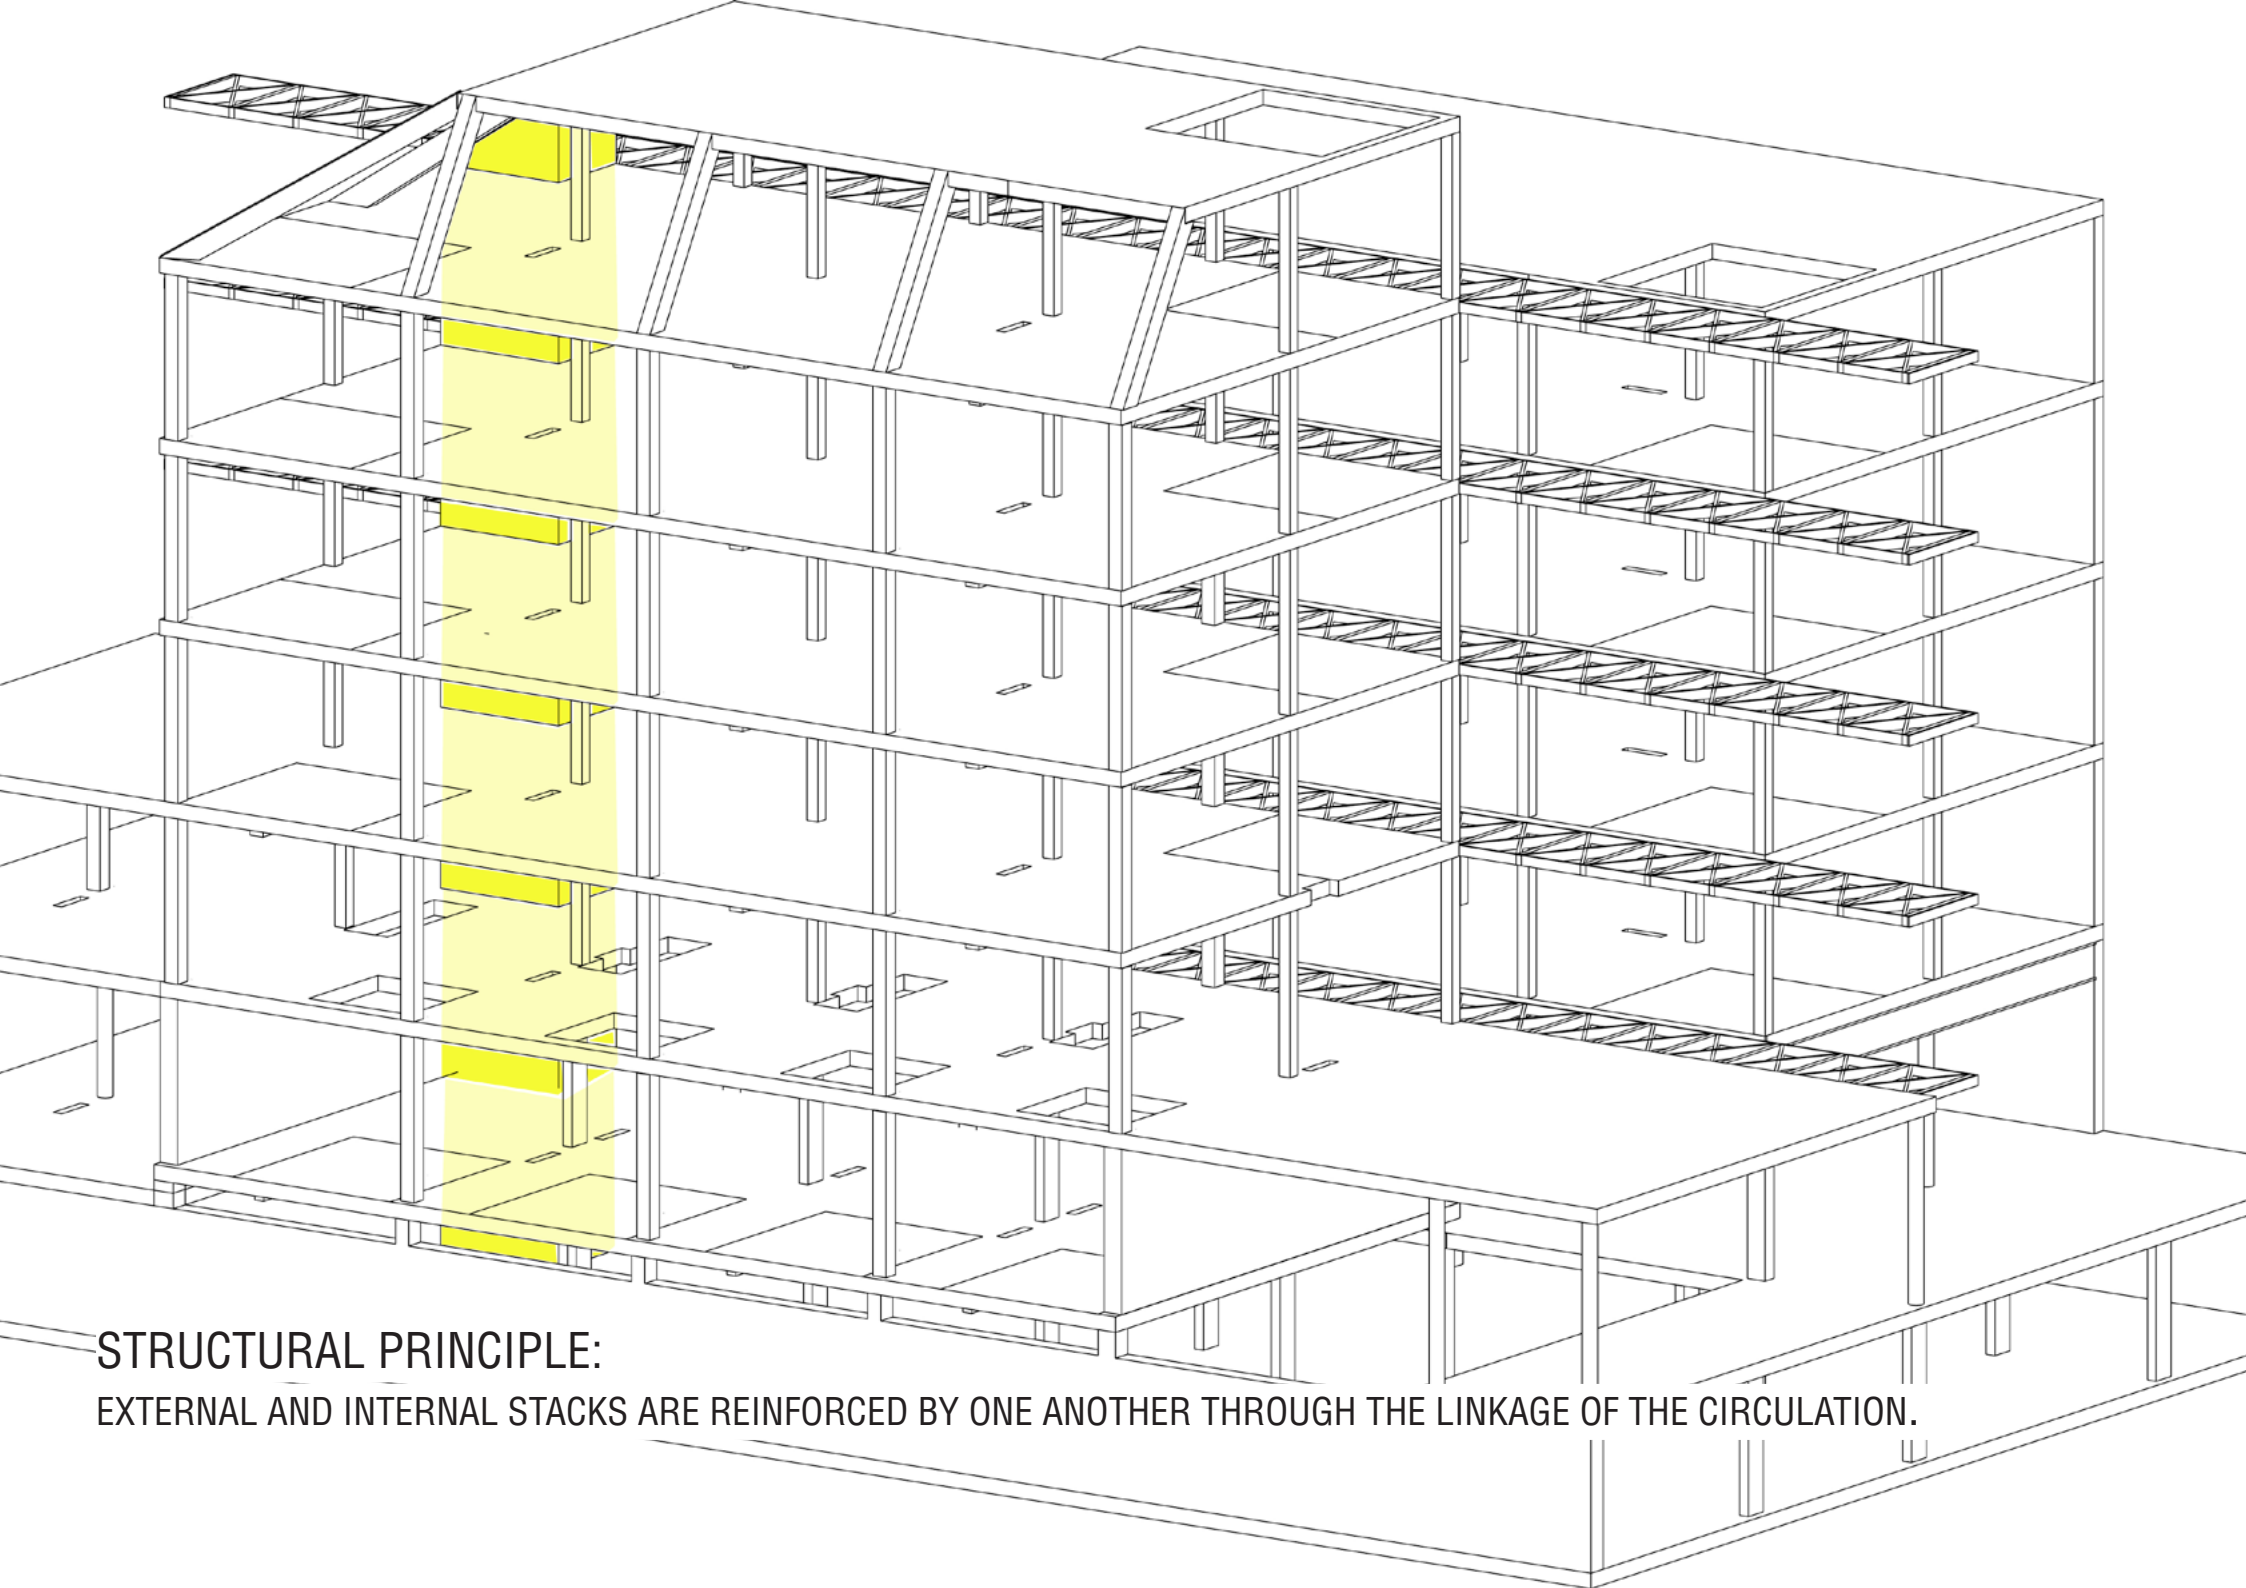 STRUCTURAL PRINCIPLE:
EXTERNAL AND INTERNAL STACKS ARE REINFORCED BY ONE ANOTHER THROUGH THE LINKAGE OF THE CIRCULATION.